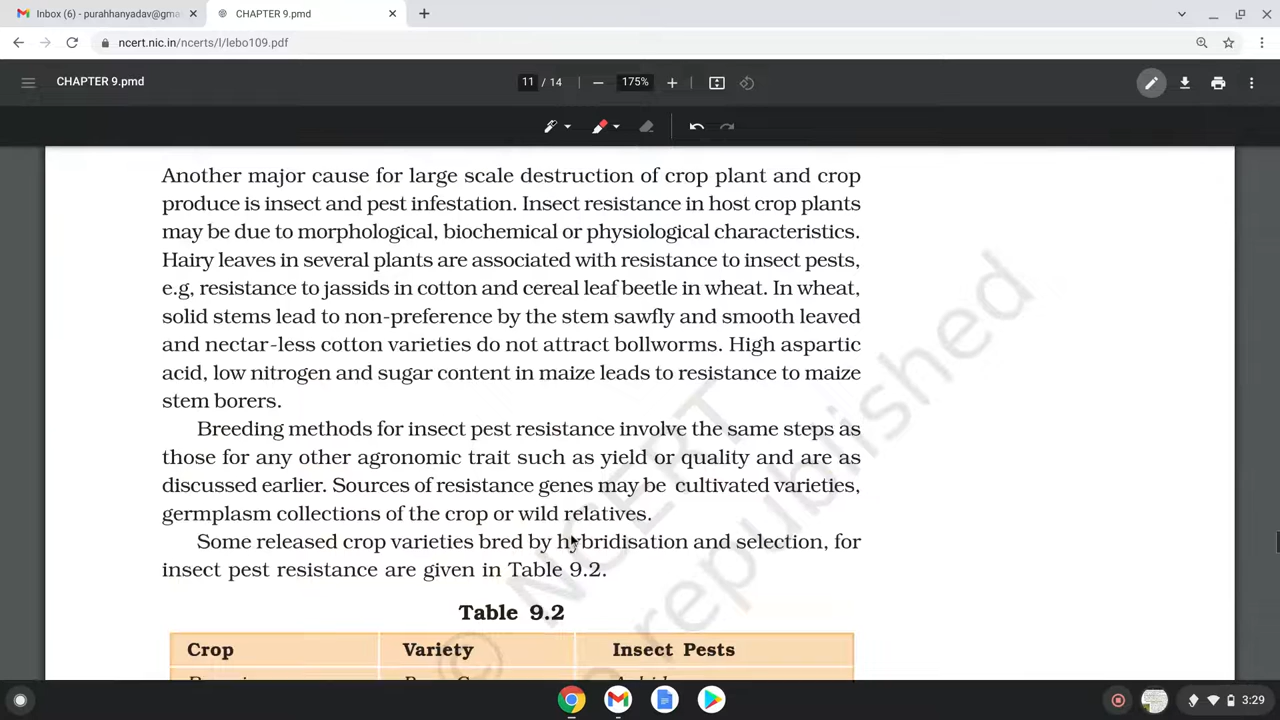 Inbox (6) - purahhanyadav@gma
CHAPTER 9.pmd
ncert.nic.in/ncerts/l/lebo109.pdf
CHAPTER 9.pmd
11 / 14
175%
Another major cause for large scale destruction of crop plant and crop
produce is insect and pest infestation. Insect resistance in host crop plants
may be due to morphological, biochemical or physiological characteristics.
Hairy leaves in several plants are associated with resistance to insect pests,
e.g, resistance to jassids in cotton and cereal leaf beetle in wheat. In wheat,
solid stems lead to non-preference by the stem sawfly and smooth leaved
and nectar-less cotton varieties do not attract bollworms. High aspartic
acid, low nitrogen and sugar content in maize leads to resistance to maize
stem borers.
Breeding methods for insect pest resistance involve the same steps as
those for any other agronomic trait such as yield or quality and are as
discussed earlier. Sources of resistance genes may be cultivated varieties,
germplasm collections of the crop or wild relatives.
Some released crop varieties bred by hybridisation and selection, for
insect pest resistance are given in Table 9.2.
Table 9.2
Crop Variety Insect Pests
© NCERT
republished
3:29